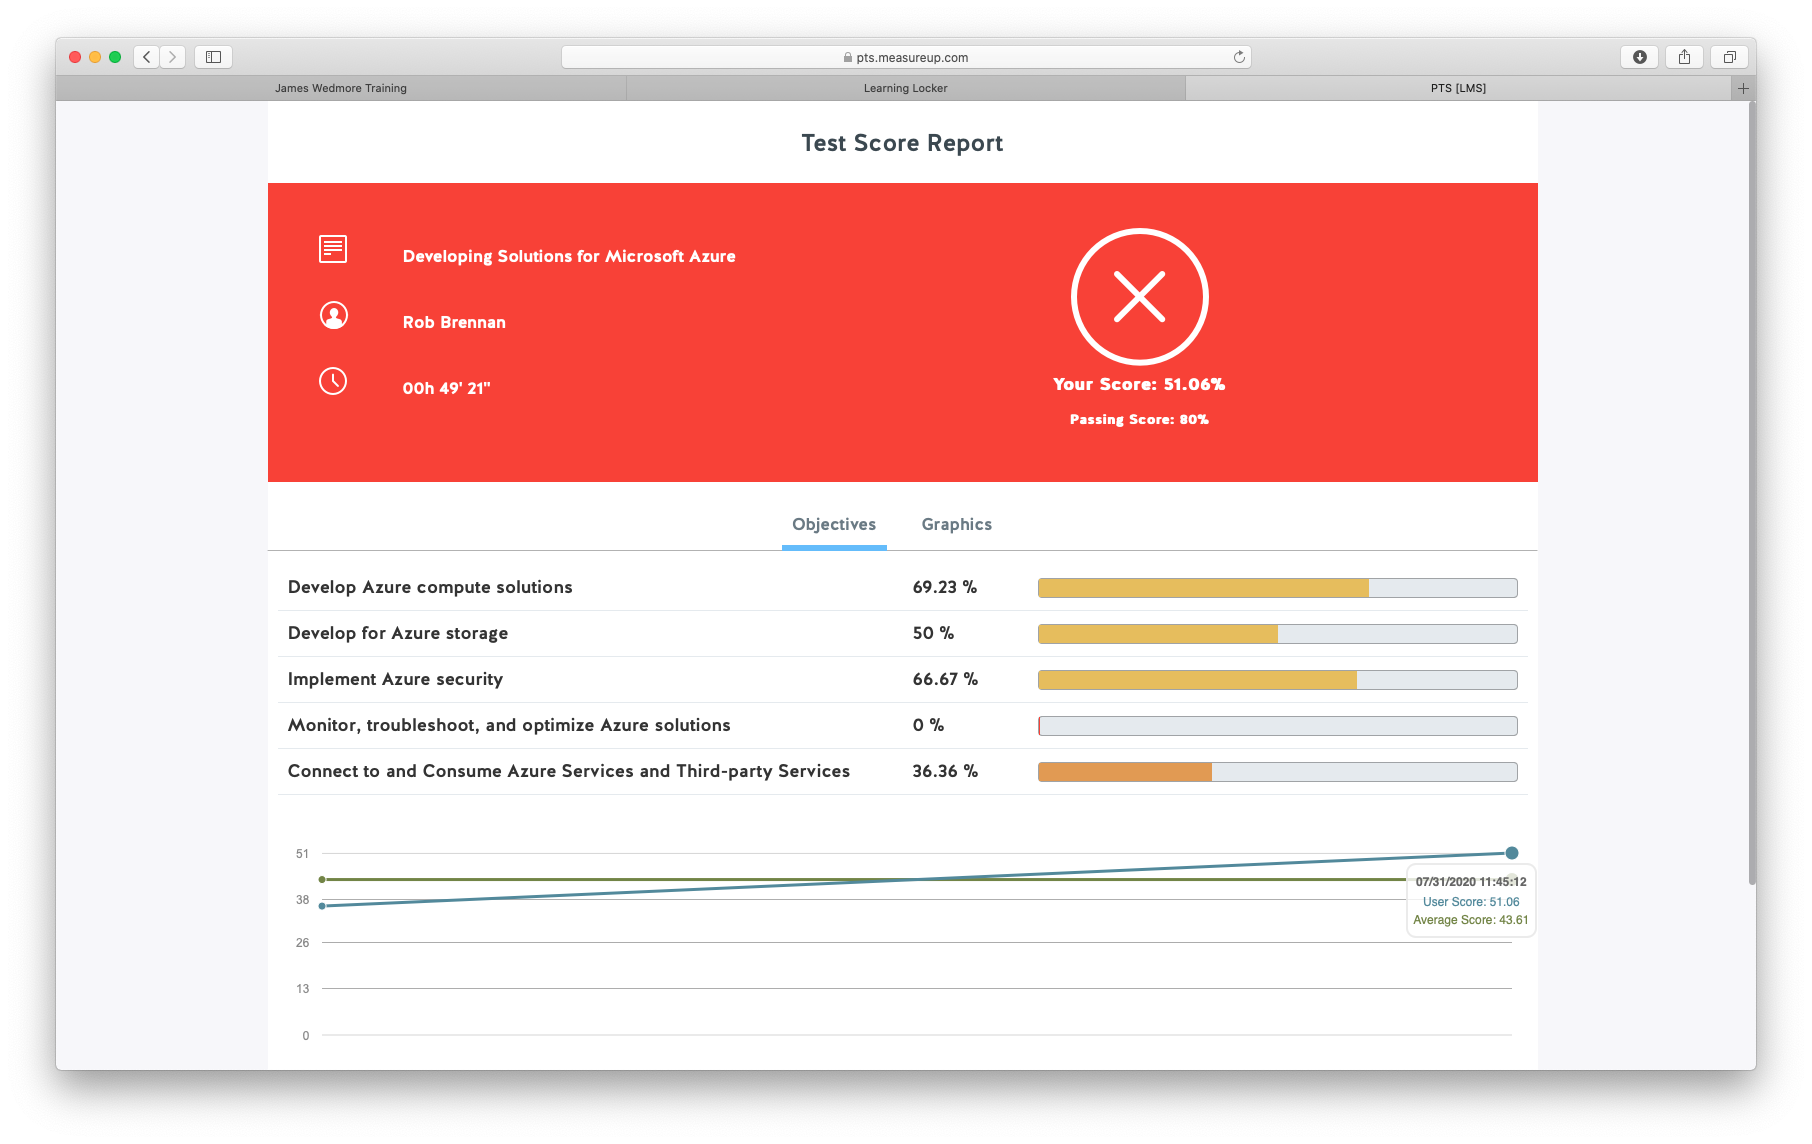 pts.measureup.com
James Wedmore Training
Learning Locker
PTS [LMS]
Test Score Report
Developing Solutions for Microsoft Azure
Rob Brennan
00h 49' 21"
Your Score: 51.06%
Passing Score: 80%
Objectives
Graphics
Develop Azure compute solutions 69.23 %
Develop for Azure storage 50 %
Implement Azure security 66.67 %
Monitor, troubleshoot, and optimize Azure solutions 0 %
Connect to and Consume Azure Services and Third-party Services 36.36 %
51
38
26
13
0
07/31/2020 11:45:12
User Score: 51.06
Average Score: 43.61